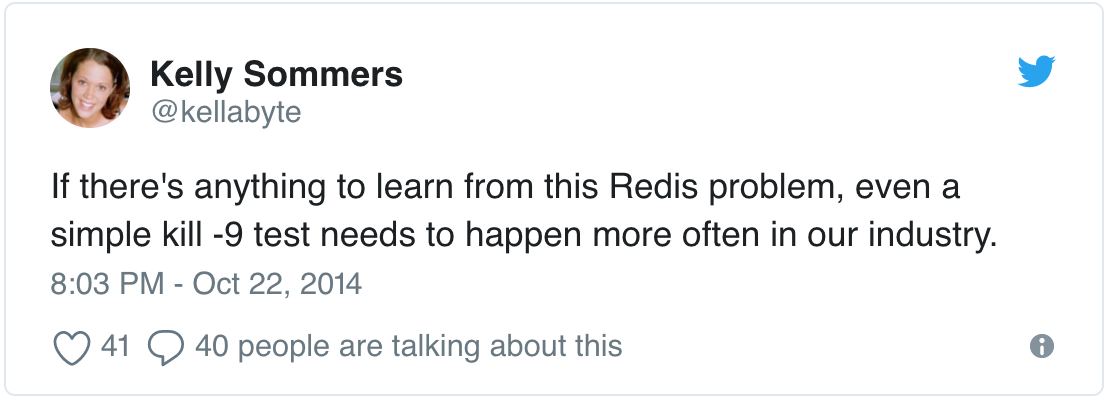 Kelly Sommers
@kellabyte
If there's anything to learn from this Redis problem, even a
simple kill -9 test needs to happen more often in our industry.
8:03 PM - Oct 22, 2014
41 40 people are talking about this